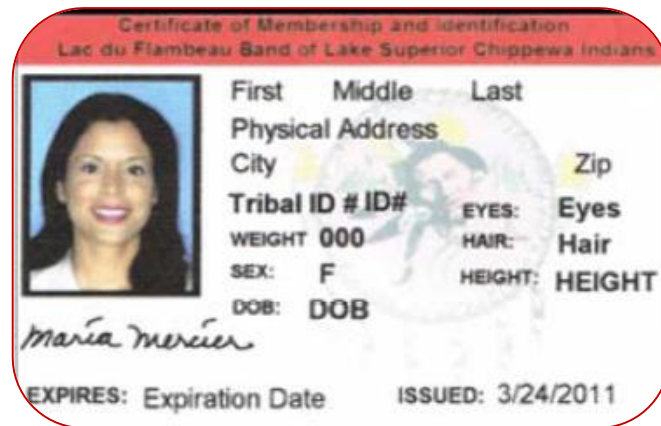 Certificate of Membership and Identification
Lac du Flambeau Band of Lake Superior Chippewa Indians
First Middle Last
Physical Address
City Zip
Tribal ID # ID# EYES: Eyes
WEIGHT 000 HAIR: Hair
SEX: F HEIGHT: HEIGHT
DOB: DOB
Maria Mercier
EXPIRES: Expiration Date ISSUED: 3/24/2011